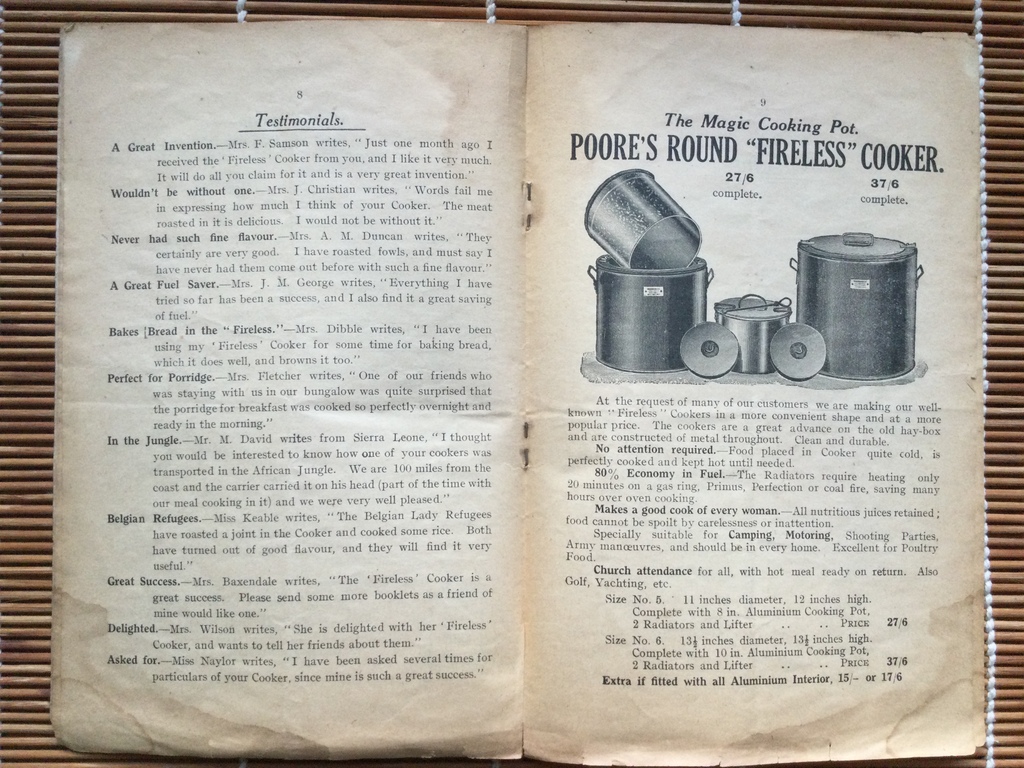 8
Testimonials.
A Great Invention.—Mrs. F. Samson writes, "Just one month ago I
received the 'Fireless' Cooker from you, and I like it very much.
It will do all you claim for it and is a very great invention."
Wouldn't be without one.—Mrs. J. Christian writes, "Words fail me
in expressing how much I think of your Cooker. The meat
roasted in it is delicious. I would not be without it."
Never had such fine flavour.—Mrs. A. M. Duncan writes, "They
certainly are very good. I have roasted fowls, and must say I
have never had them come out before with such a fine flavour."
A Great Fuel Saver.—Mrs. J. M. George writes, "Everything I have
tried so far has been a success, and I also find it a great saving
of fuel."
Bakes [Bread in the "Fireless."—Mrs. Dibble writes, "I have been
using my 'Fireless' Cooker for some time for baking bread,
which it does well, and browns it too."
Perfect for Porridge.—Mrs. Fletcher writes, "One of our friends who
was staying with us in our bungalow was quite surprised that
the porridge for breakfast was cooked so perfectly overnight and
ready in the morning."
In the Jungle.—Mr. M. David writes from Sierra Leone, "I thought
you would be interested to know how one of your cookers was
transported in the African Jungle. We are 100 miles from the
coast and the carrier carried it on his head (part of the time with
our meal cooking in it) and we were very well pleased."
Belgian Refugees.—Miss Keable writes, "The Belgian Lady Refugees
have roasted a joint in the Cooker and cooked some rice. Both
have turned out of good flavour, and they will find it very
useful."
Great Success.—Mrs. Baxendale writes, "The 'Fireless' Cooker is a
great success. Please send some more booklets as a friend of
mine would like one."
Delighted.—Mrs. Wilson writes, "She is delighted with her 'Fireless'
Cooker, and wants to tell her friends about them."
Asked for.—Miss Naylor writes, "I have been asked several times for
particulars of your Cooker, since mine is such a great success."
9
The Magic Cooking Pot.
POORE'S ROUND "FIRELESS" COOKER.
27/6 37/6
complete. complete.
At the request of many of our customers we are making our well-
known "Fireless" Cookers in a more convenient shape and at a more
popular price. The cookers are a great advance on the old hay-box
and are constructed of metal throughout. Clean and durable.
No attention required.—Food placed in Cooker quite cold, is
perfectly cooked and kept hot until needed.
80% Economy in Fuel.—The Radiators require heating only
20 minutes on a gas ring, Primus, Perfection or coal fire, saving many
hours over oven cooking.
Makes a good cook of every woman.—All nutritious juices retained;
food cannot be spoilt by carelessness or inattention.
Specially suitable for Camping, Motoring, Shooting Parties,
Army manœuvres, and should be in every home. Excellent for Poultry
Food.
Church attendance for all, with hot meal ready on return. Also
Golf, Yachting, etc.
Size No. 5. 11 inches diameter, 12 inches high.
Complete with 8 in. Aluminium Cooking Pot,
2 Radiators and Lifter .. .. PRICE 27/6
Size No. 6. 13½ inches diameter, 13½ inches high.
Complete with 10 in. Aluminium Cooking Pot,
2 Radiators and Lifter .. .. PRICE 37/6
Extra if fitted with all Aluminium Interior, 15/- or 17/6